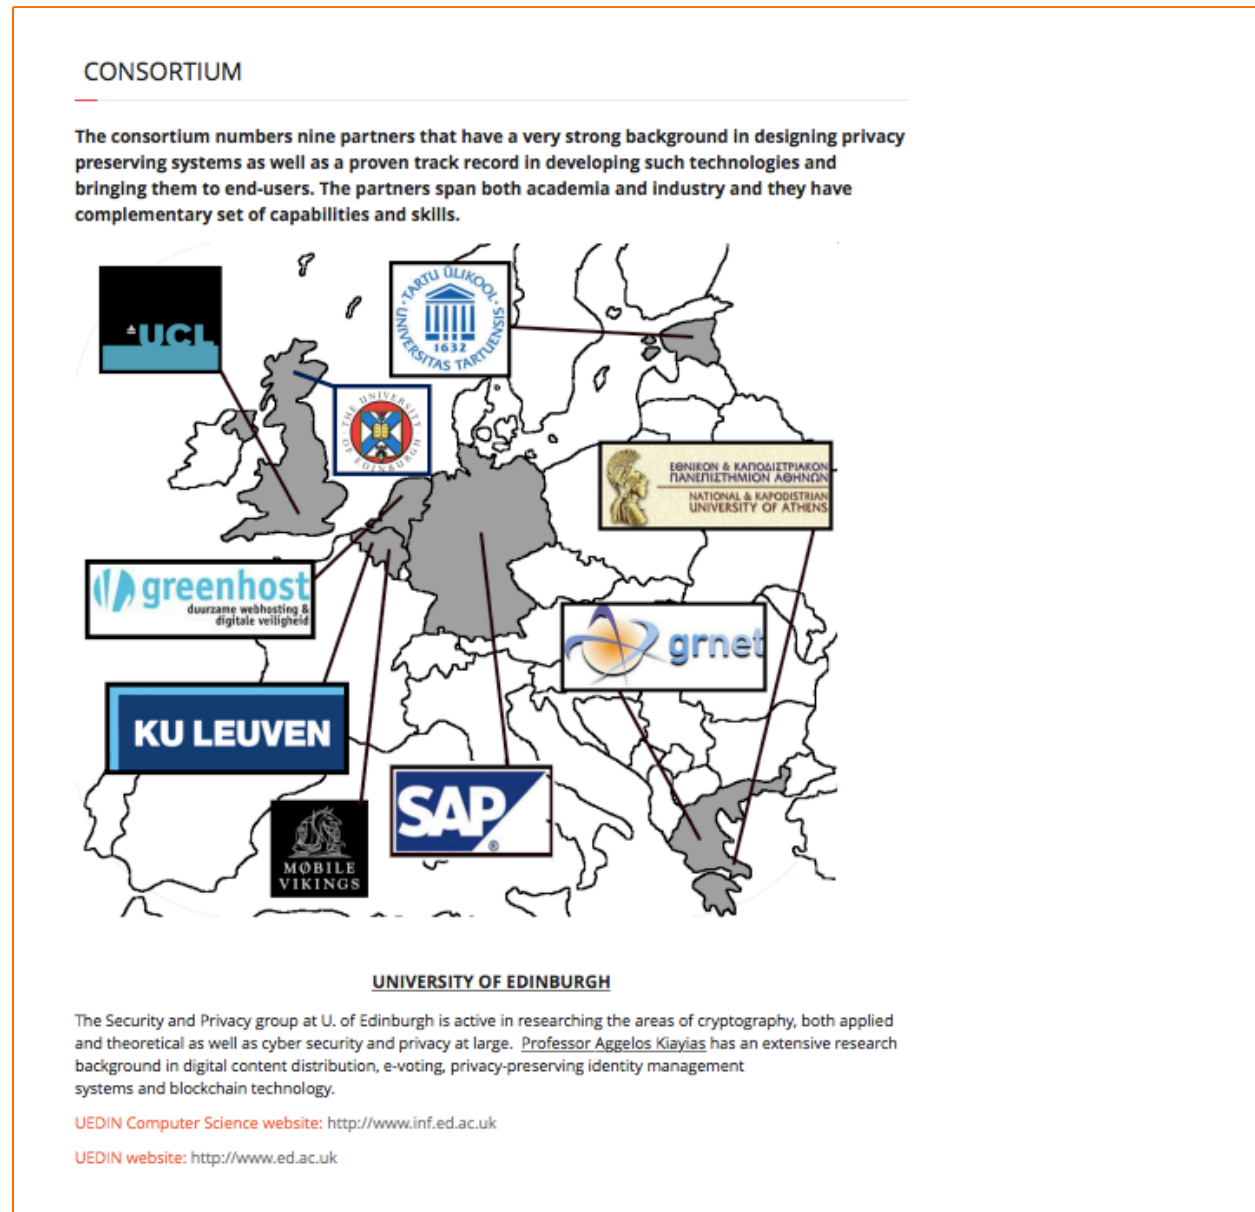 CONSORTIUM
The consortium numbers nine partners that have a very strong background in designing privacy
preserving systems as well as a proven track record in developing such technologies and
bringing them to end-users. The partners span both academia and industry and they have
complementary set of capabilities and skills.
UCL
TARTU ÜLIKOOL
UNIVERSITAS TARTUENSIS
1632
THE UNIVERSITY OF EDINBURGH
ΕΘΝΙΚΟΝ & ΚΑΠΟΔΙΣΤΡΙΑΚΟΝ
ΠΑΝΕΠΙΣΤΗΜΙΟΝ ΑΘΗΝΩΝ
NATIONAL & KAPODISTRIAN
UNIVERSITY OF ATHENS
greenhost
duurzame webhosting &
digitale veiligheid
grnet
KU LEUVEN
SAP
®
MØBILE
VIKINGS
UNIVERSITY OF EDINBURGH
The Security and Privacy group at U. of Edinburgh is active in researching the areas of cryptography, both applied
and theoretical as well as cyber security and privacy at large. Professor Aggelos Kiayias has an extensive research
background in digital content distribution, e-voting, privacy-preserving identity management
systems and blockchain technology.
UEDIN Computer Science website: http://www.inf.ed.ac.uk
UEDIN website: http://www.ed.ac.uk